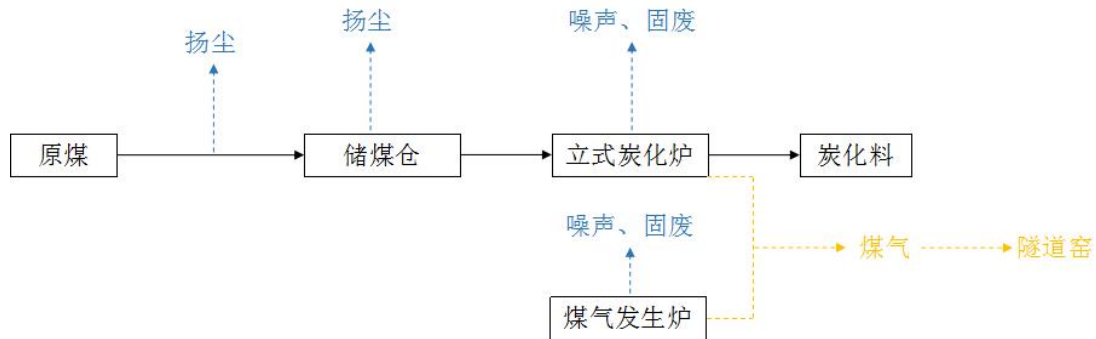 扬尘
扬尘
噪声、固废
原煤
储煤仓
立式炭化炉
炭化料
噪声、固废
煤气
隧道窑
煤气发生炉